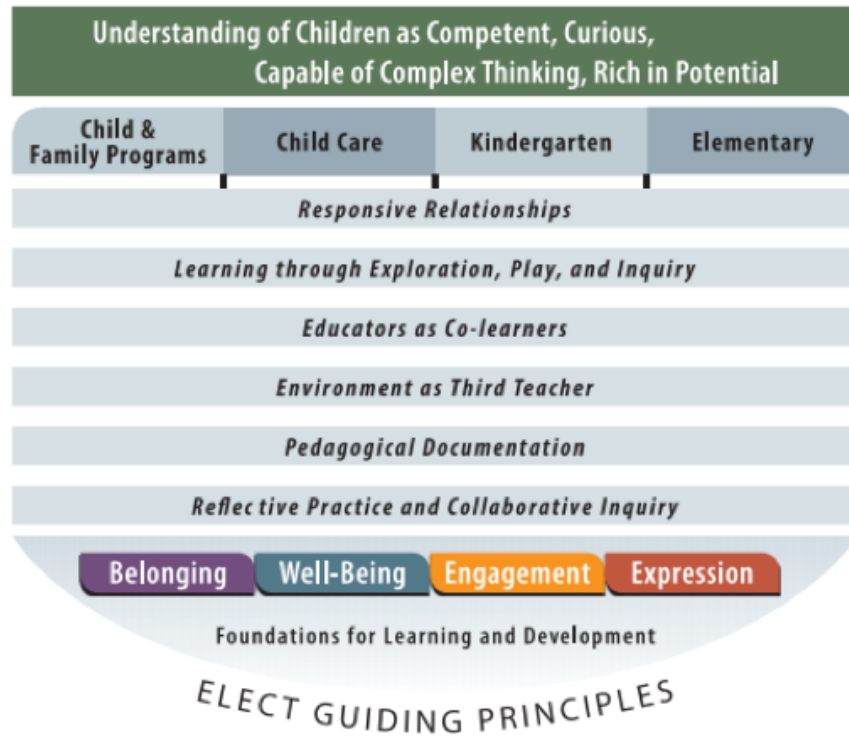 Understanding of Children as Competent, Curious,
Capable of Complex Thinking, Rich in Potential
Child &
Family Programs
Child Care
Kindergarten
Elementary
Responsive Relationships
Learning through Exploration, Play, and Inquiry
Educators as Co-learners
Environment as Third Teacher
Pedagogical Documentation
Reflective Practice and Collaborative Inquiry
Belonging
Well-Being
Engagement
Expression
Foundations for Learning and Development
ELECT GUIDING PRINCIPLES